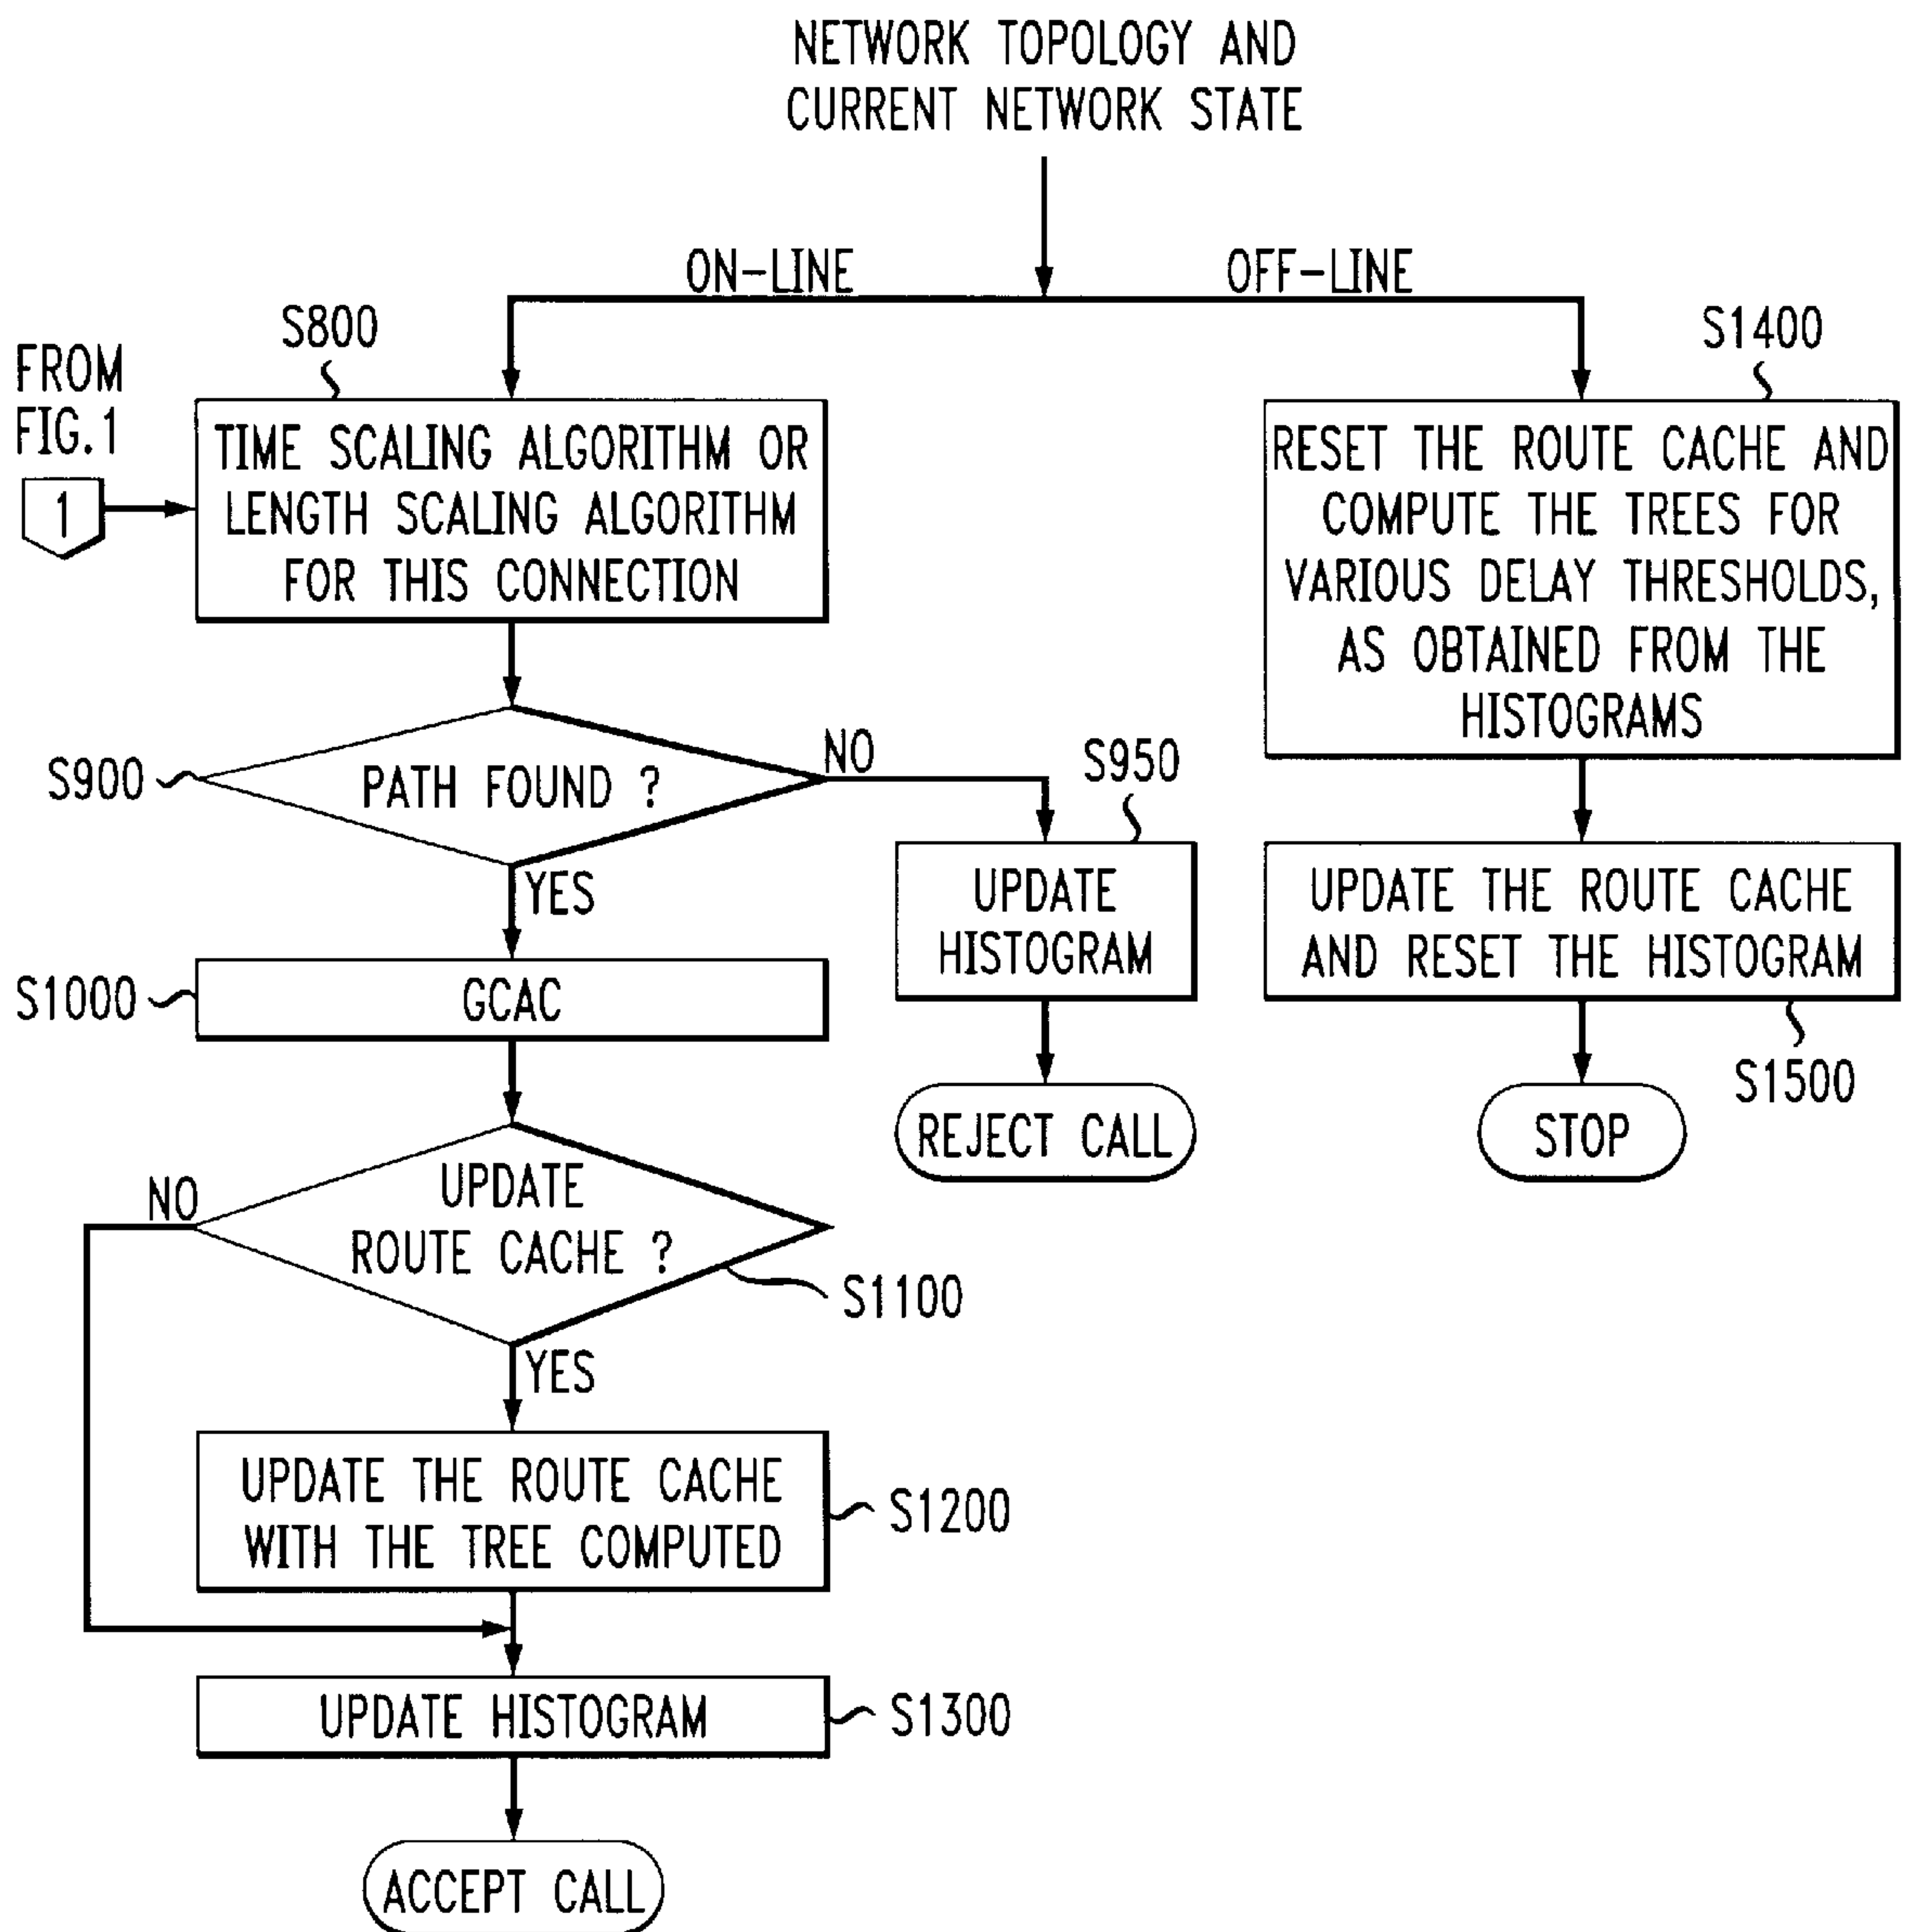 NETWORK TOPOLOGY AND
CURRENT NETWORK STATE
ON-LINE
OFF-LINE
S800
S1400
FROM
FIG.1
1
TIME SCALING ALGORITHM OR
LENGTH SCALING ALGORITHM
FOR THIS CONNECTION
RESET THE ROUTE CACHE AND
COMPUTE THE TREES FOR
VARIOUS DELAY THRESHOLDS,
AS OBTAINED FROM THE
HISTOGRAMS
S900
PATH FOUND ?
NO
S950
YES
UPDATE
HISTOGRAM
UPDATE THE ROUTE CACHE
AND RESET THE HISTOGRAM
S1000
GCAC
S1500
REJECT CALL
STOP
NO
UPDATE
ROUTE CACHE ?
S1100
YES
UPDATE THE ROUTE CACHE
WITH THE TREE COMPUTED
S1200
UPDATE HISTOGRAM
S1300
ACCEPT CALL